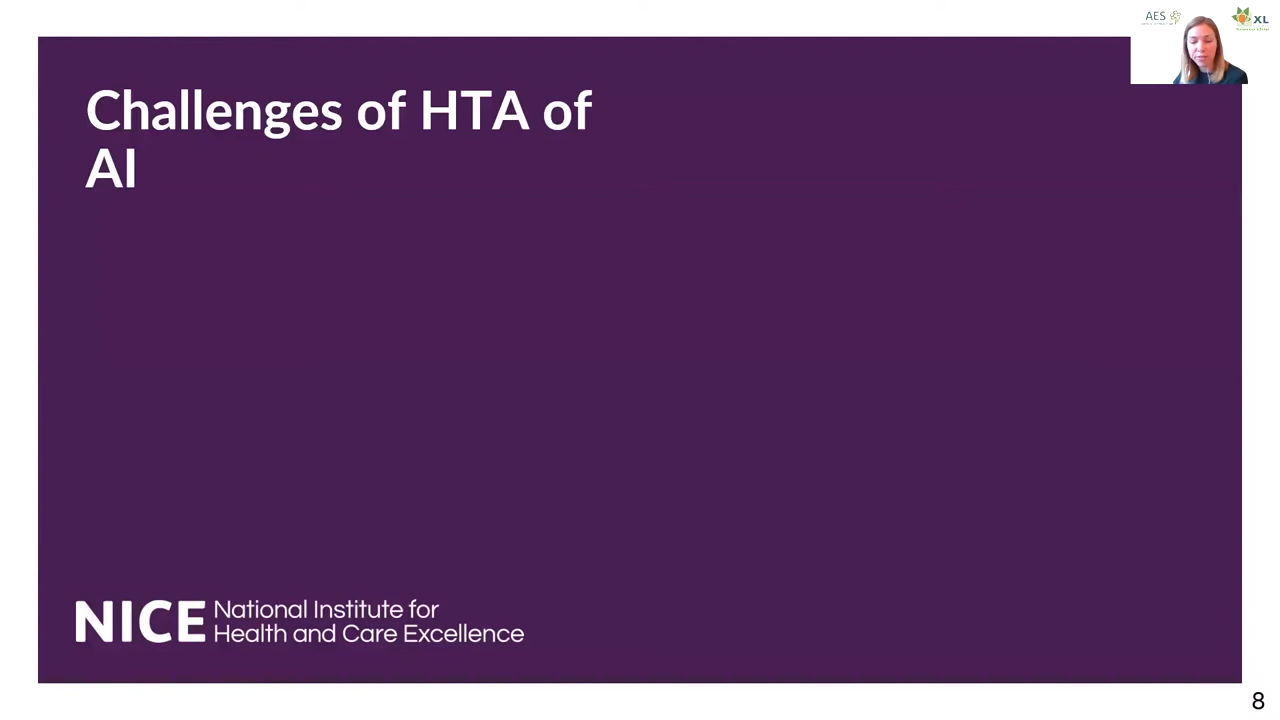 AES
XL
Challenges of HTA of
AI
NICE National Institute for
Health and Care Excellence
8